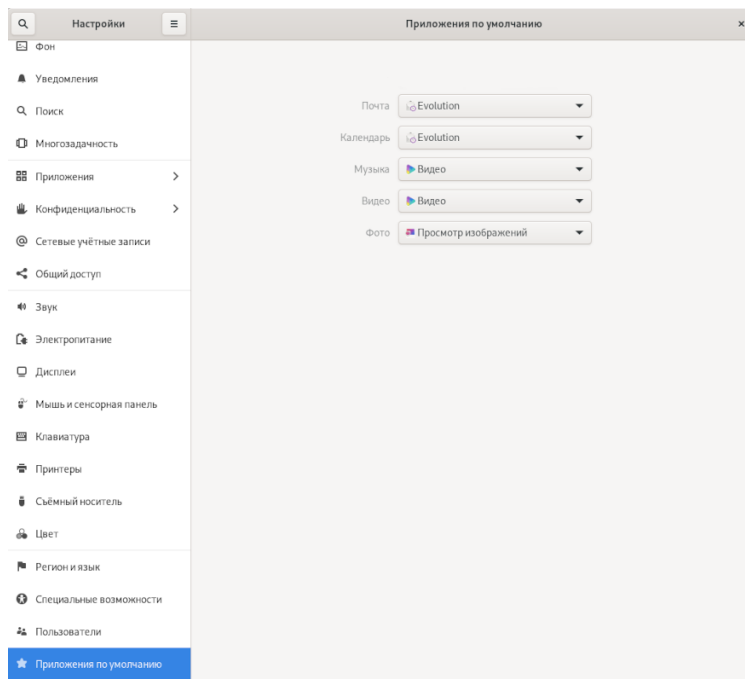 Настройки
Приложения по умолчанию
Фон
Уведомления
Поиск
Многозадачность
Приложения
Конфиденциальность
Сетевые учётные записи
Общий доступ
Звук
Электропитание
Дисплеи
Мышь и сенсорная панель
Клавиатура
Принтеры
Съёмный носитель
Цвет
Регион и язык
Специальные возможности
Пользователи
Приложения по умолчанию
Почта Evolution
Календарь Evolution
Музыка Видео
Видео Видео
Фото Просмотр изображений